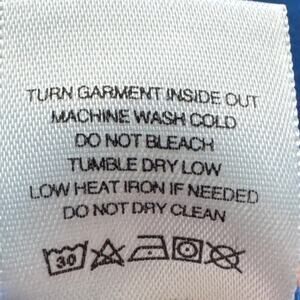 TURN GARMENT INSIDE OUT
MACHINE WASH COLD
DO NOT BLEACH
TUMBLE DRY LOW
LOW HEAT IRON IF NEEDED
DO NOT DRY CLEAN
30